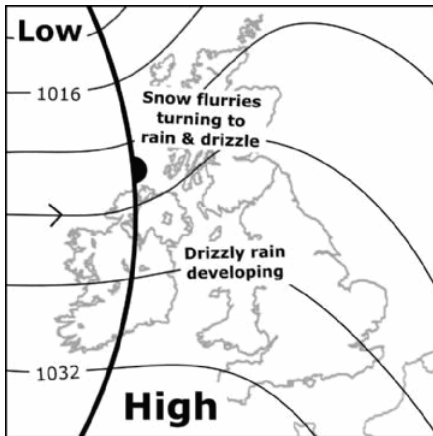 Low
1016
Snow flurries
turning to
rain & drizzle
Drizzly rain
developing
1032
High